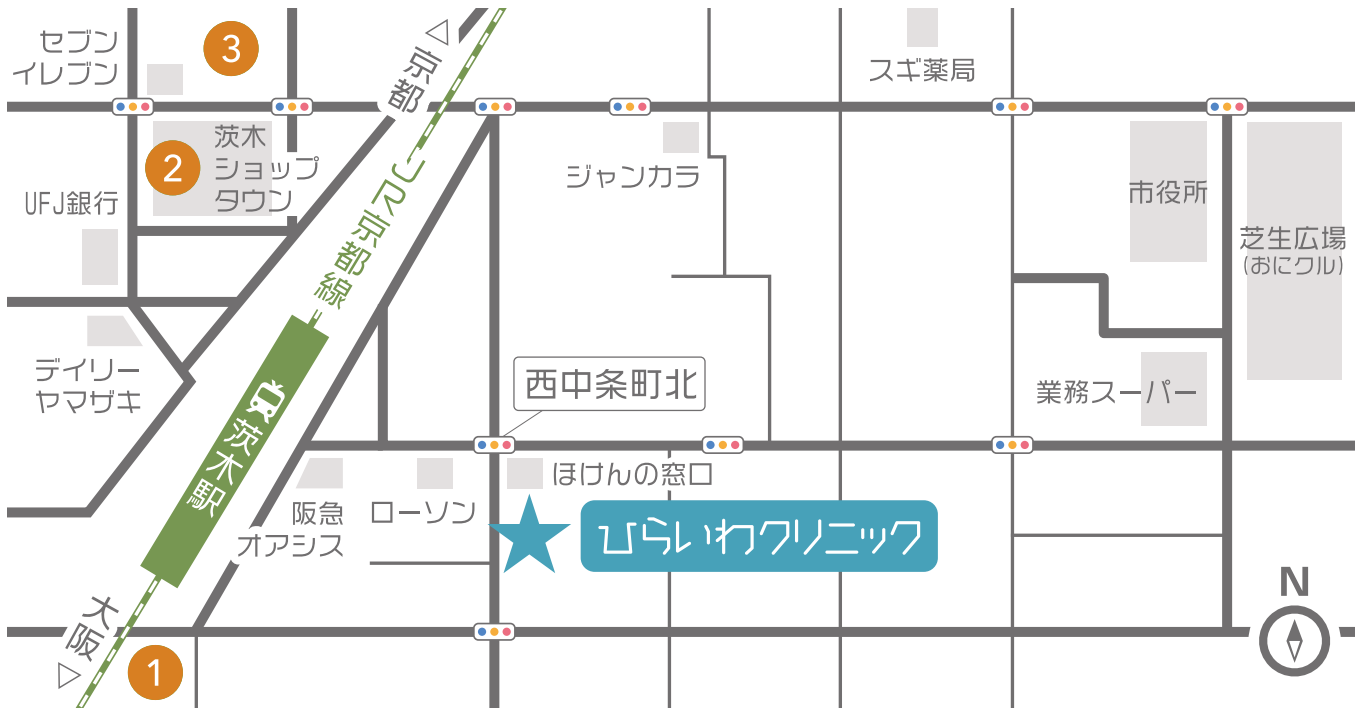 セブン
イレブン
3
京都
スギ薬局
2
茨木
ショップ
タウン
ジャンカラ
UFJ銀行
市役所
JR京都線
芝生広場
(おにクル)
デイリー
ヤマザキ
西中条町北
業務スーパー
茨木駅
ほけんの窓口
阪急
オアシス
ローソン
ひらいわクリニック
大阪
1
N